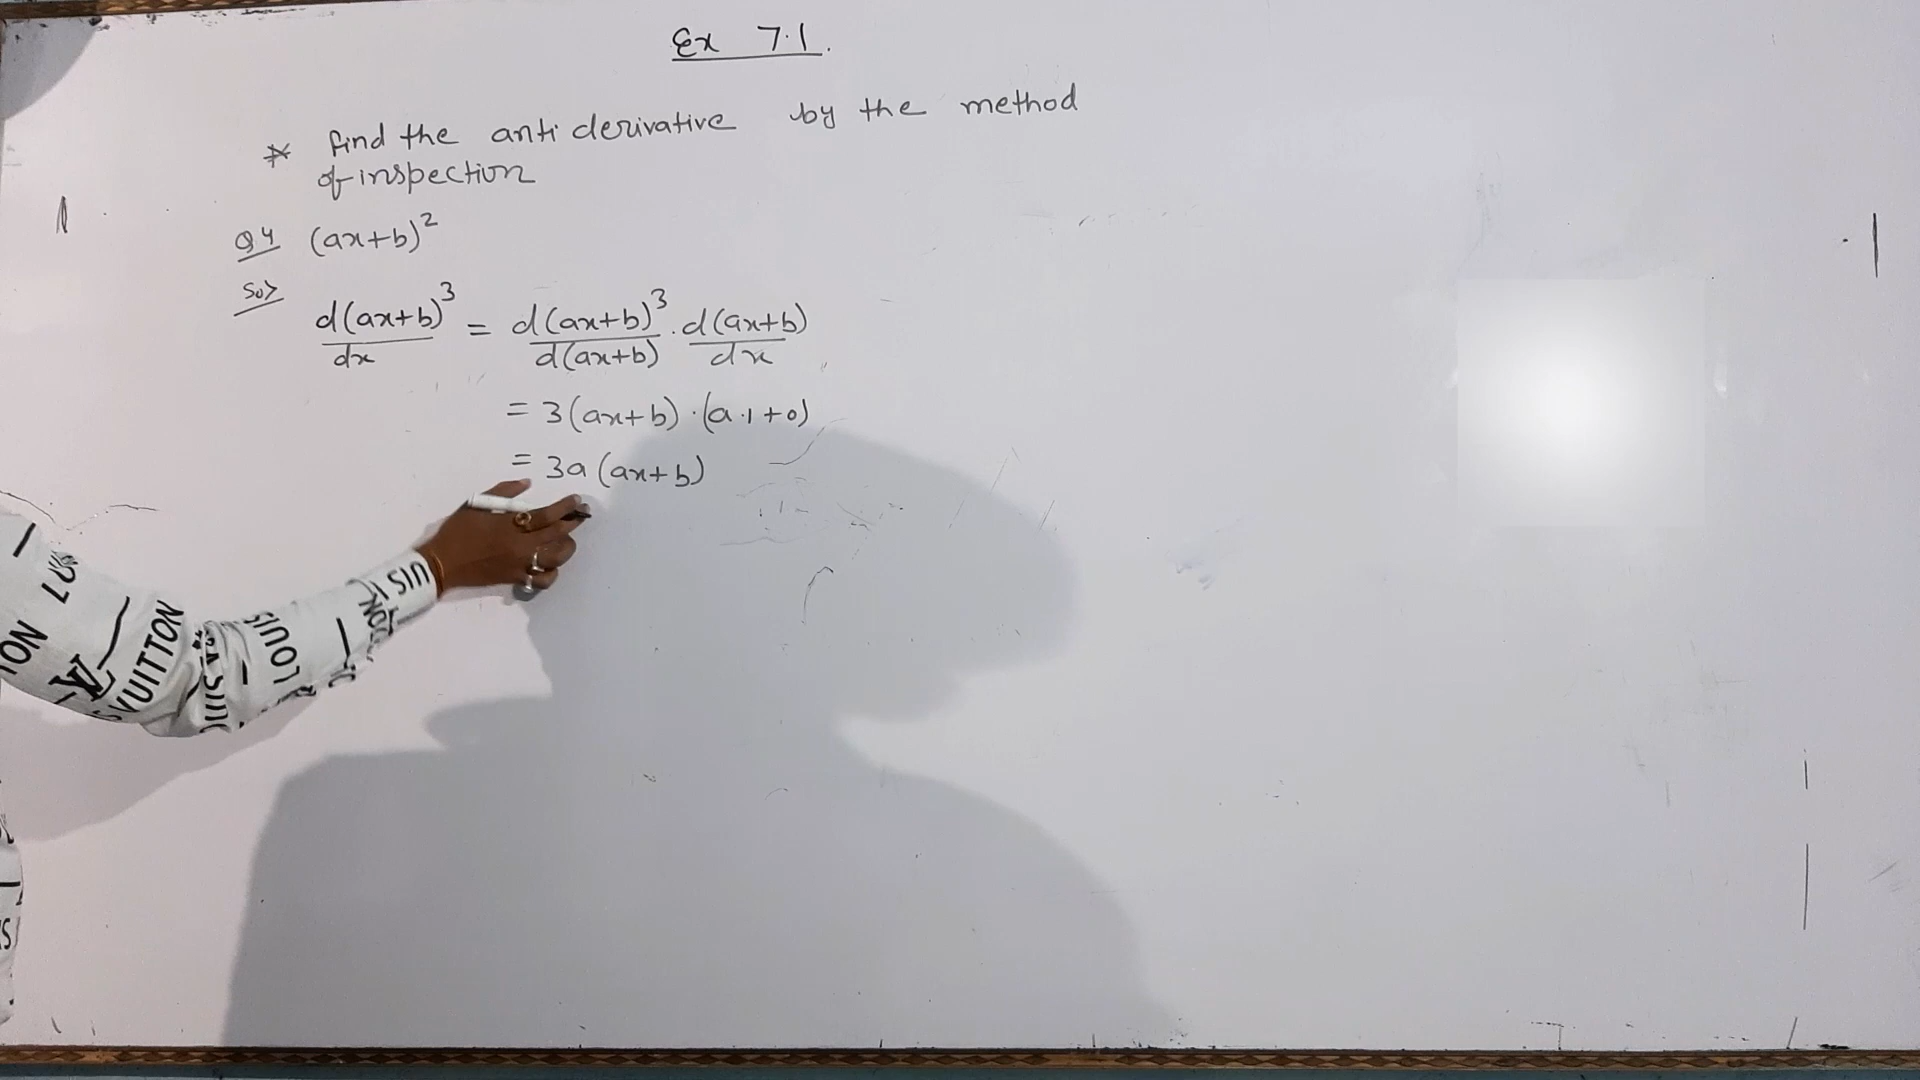 Ex 7.1.
* find the anti derivative by the method
of inspection
Q4 (ax+b)²
Sol
d(ax+b)³/dx = d(ax+b)³/d(ax+b) . d(ax+b)/dx
= 3(ax+b) . (a.1+0)
= 3a(ax+b)
VUITTON
LOUIS